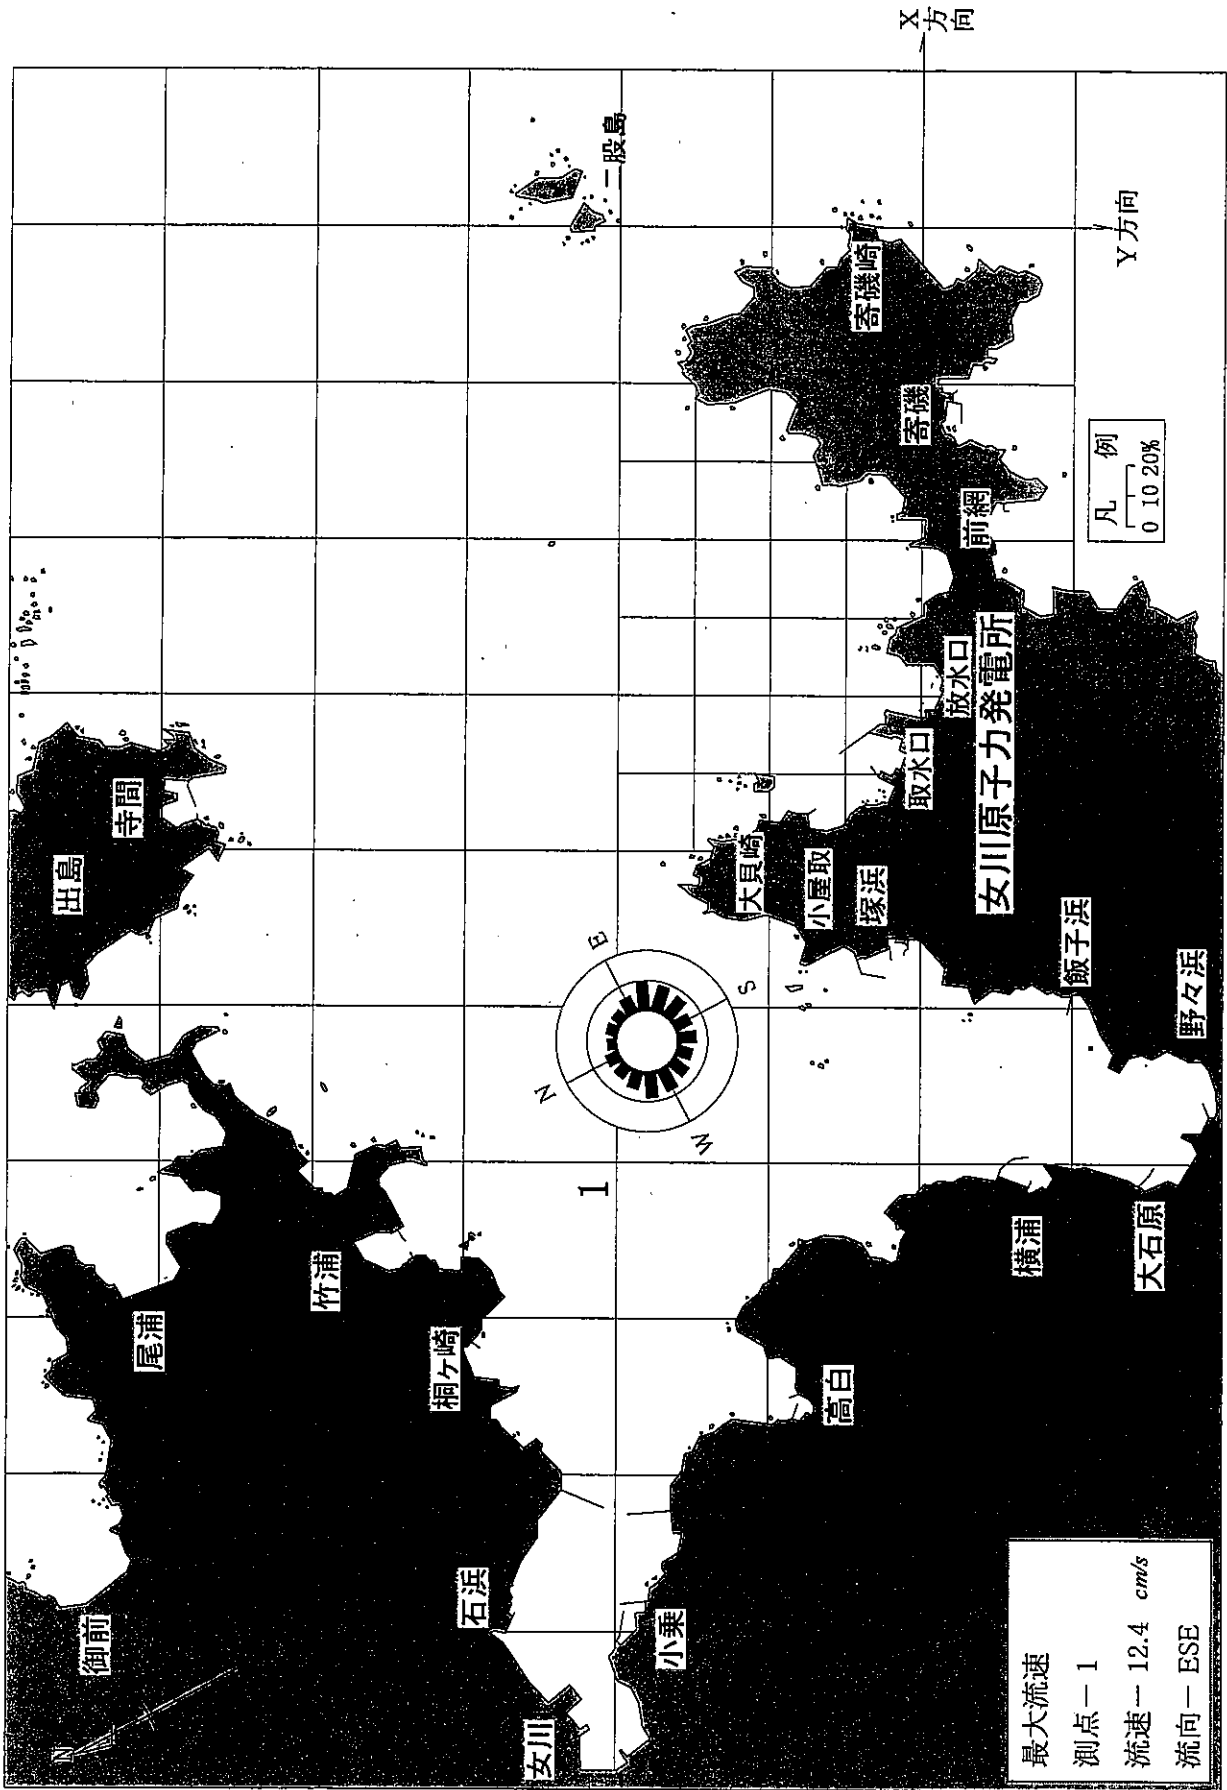 X方向
Y方向
二股島
寄磯崎
寄磯
前網
凡例
0 10 20%
放水口
女川原子力発電所
取水口
大貝崎
小屋取
塚浜
飯子浜
野々浜
出島
寺間
N
E
S
W
1
尾浦
竹浦
桐ヶ崎
高白
横浦
大石原
御前
石浜
小乗
女川
N
最大流速
測点－1
流速－12.4 cm/s
流向－ESE